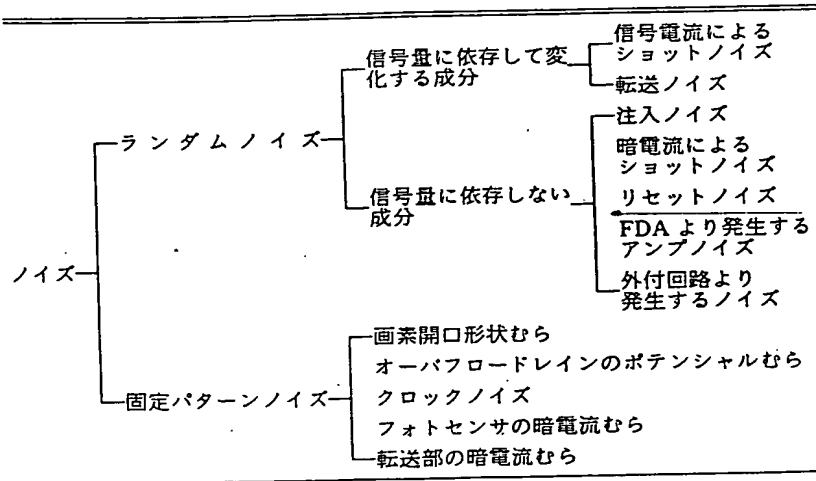 信号量に依存して変
化する成分
信号電流による
ショットノイズ
転送ノイズ
ランダムノイズ
信号量に依存しない
成分
注入ノイズ
暗電流による
ショットノイズ
リセットノイズ
FDA より発生する
アンプノイズ
外付回路より
発生するノイズ
ノイズ
固定パターンノイズ
画素開口形状むら
オーバフロードレインのポテンシャルむら
クロックノイズ
フォトセンサの暗電流むら
転送部の暗電流むら